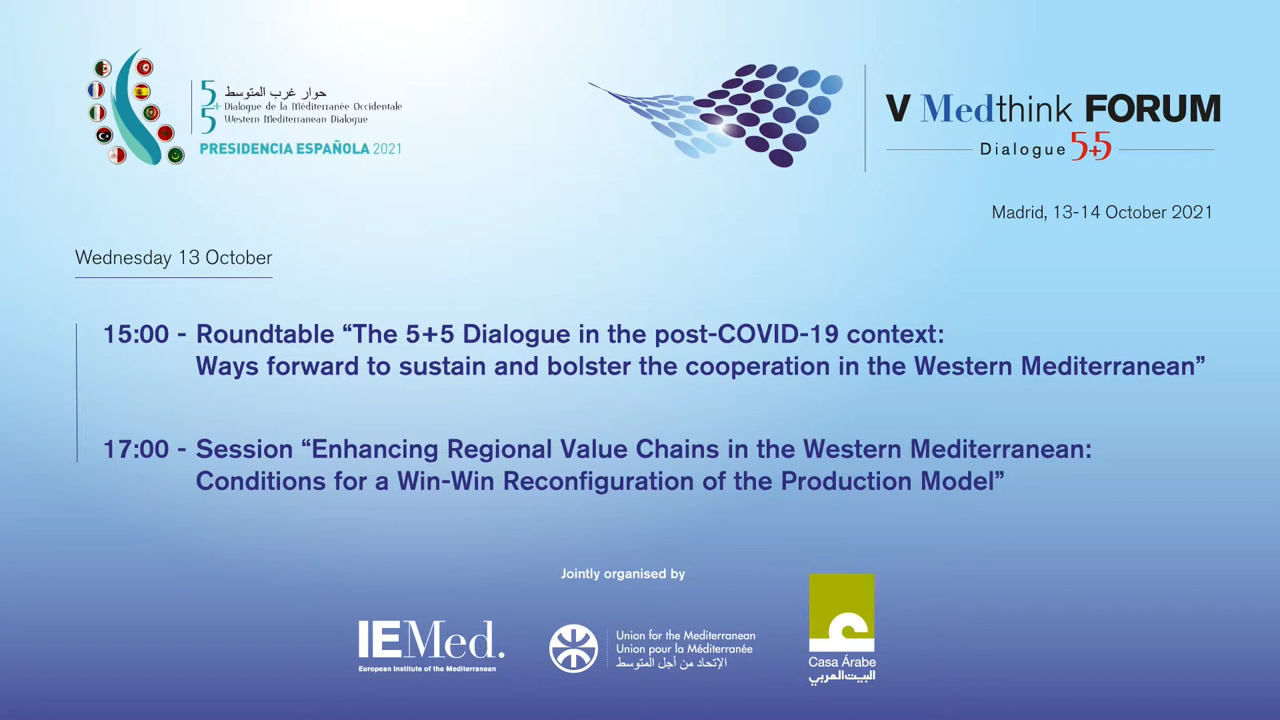 5+5
حوار غرب المتوسط
Dialogue de la Méditerranée Occidentale
Western Mediterranean Dialogue
PRESIDENCIA ESPAÑOLA 2021
V Medthink FORUM
Dialogue 5+5
Madrid, 13-14 October 2021
Wednesday 13 October
15:00 - Roundtable “The 5+5 Dialogue in the post-COVID-19 context:
Ways forward to sustain and bolster the cooperation in the Western Mediterranean”
17:00 - Session “Enhancing Regional Value Chains in the Western Mediterranean:
Conditions for a Win-Win Reconfiguration of the Production Model”
Jointly organised by
IEMed.
European Institute of the Mediterranean
Union for the Mediterranean
Union pour la Méditerranée
الإتحاد من أجل المتوسط
Casa Árabe
البيت العربي